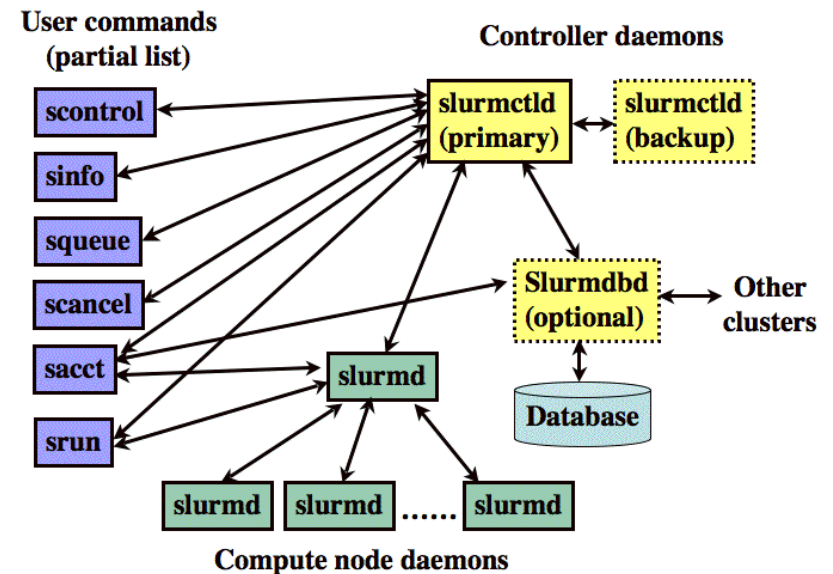 User commands
(partial list)
Controller daemons
scontrol
sinfo
squeue
scancel
sacct
srun
slurmctld
(primary)
slurmctld
(backup)
Slurmdbd
(optional)
Other
clusters
Database
slurmd
slurmd
slurmd
......
slurmd
Compute node daemons